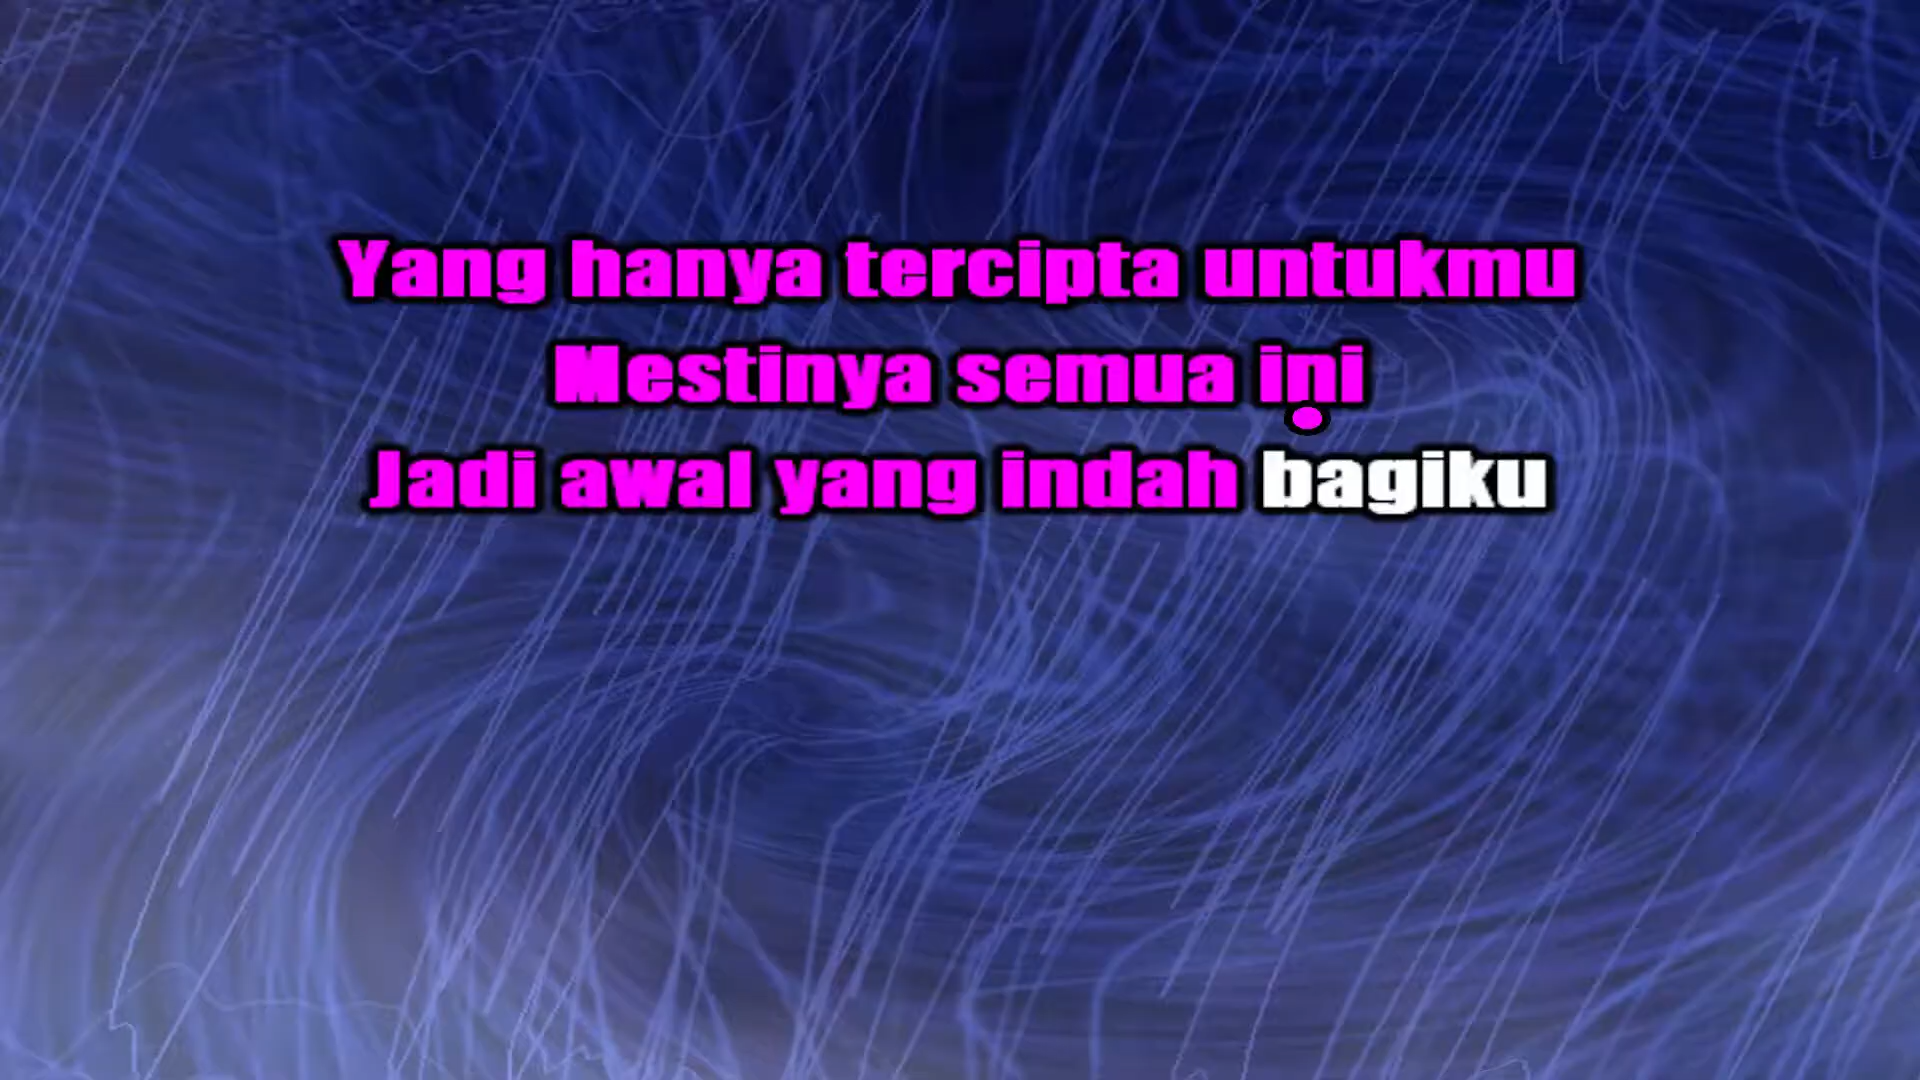 Yang hanya tercipta untukmu
Mestinya semua ini
Jadi awal yang indah bagiku